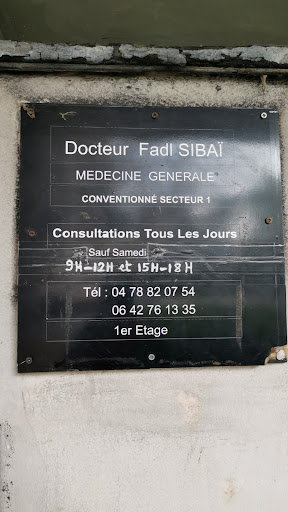 Docteur Fadl SIBAÏ
MEDECINE GENERALE
CONVENTIONNÉ SECTEUR 1
Consultations Tous Les Jours
Sauf Samedi
9H-12H et 15H-18H
Tél : 04 78 82 07 54
06 42 76 13 35
1er Etage